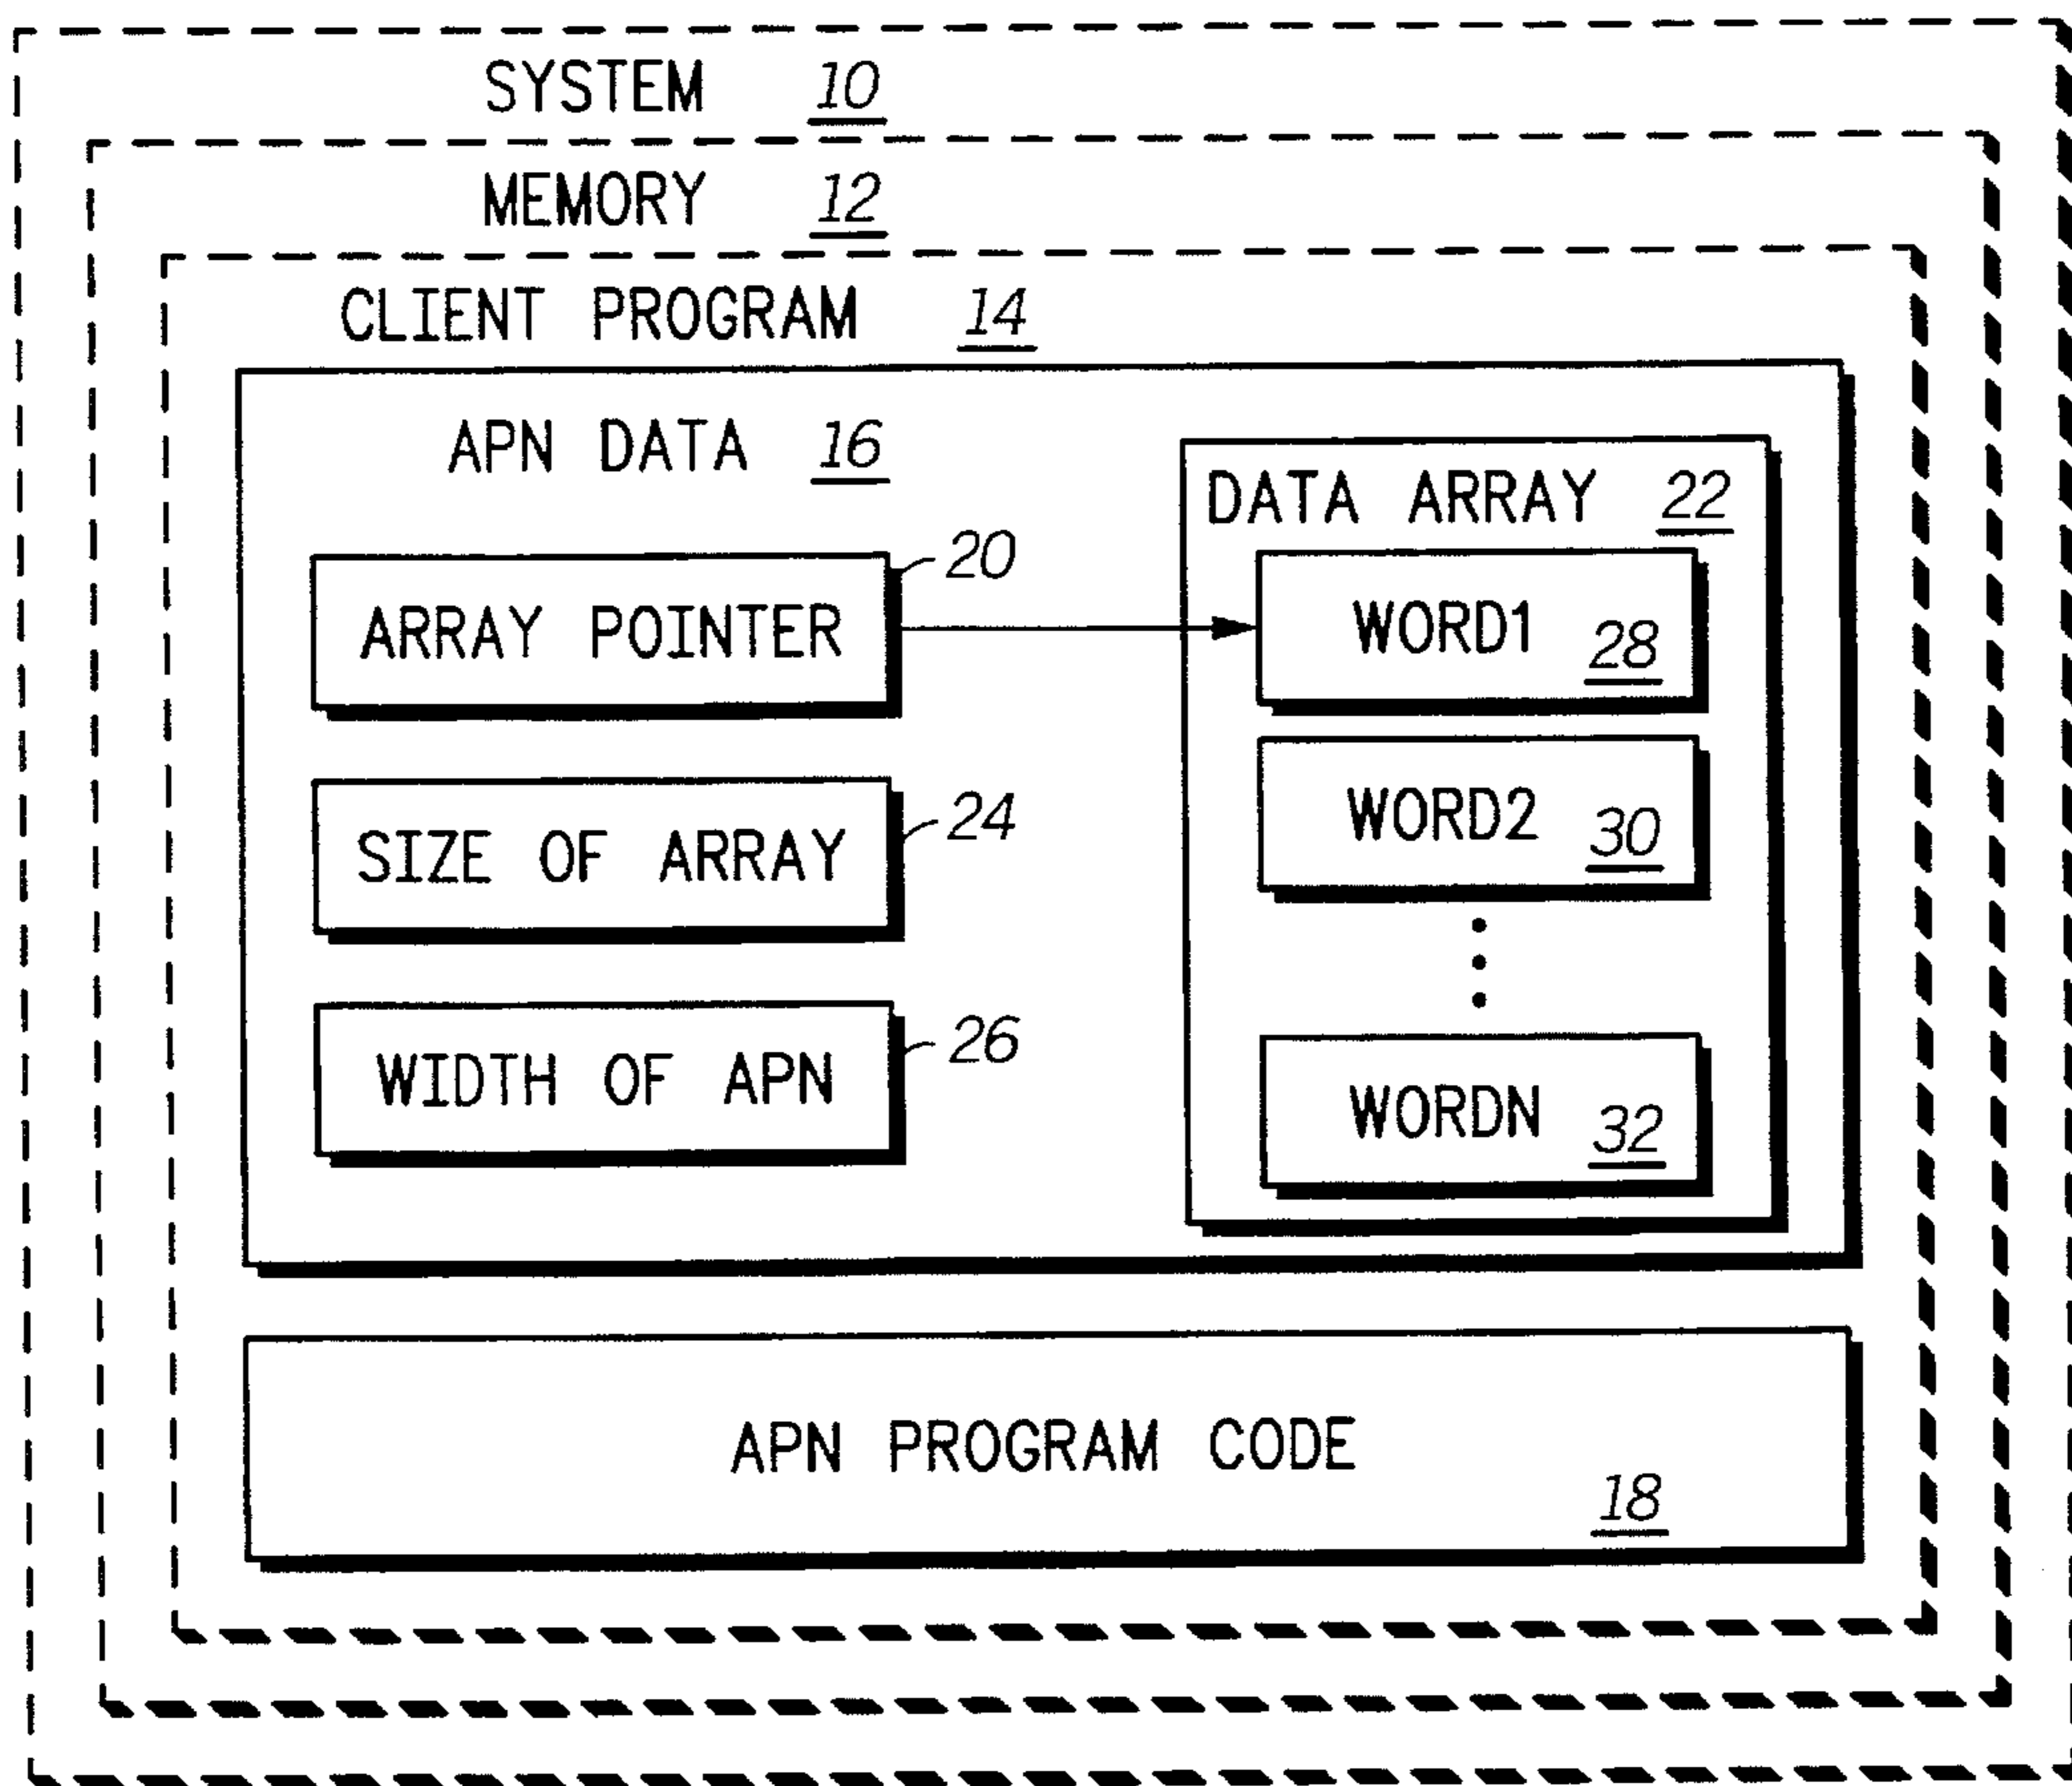 SYSTEM 10
MEMORY 12
CLIENT PROGRAM 14
APN DATA 16
DATA ARRAY 22
ARRAY POINTER 20
WORD1 28
SIZE OF ARRAY 24
WORD2 30
WIDTH OF APN 26
WORDN 32
APN PROGRAM CODE 18